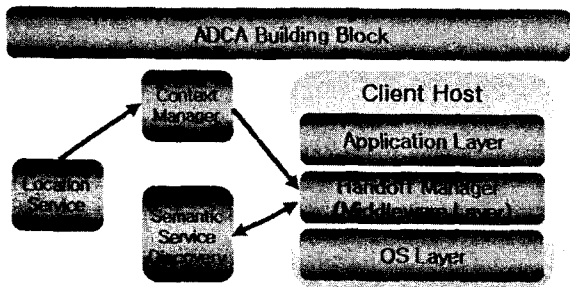 ADCA Building Block
Context
Manager
Client Host
Application Layer
Location
Service
Handoff Manager
(Middleware Layer)
Semantic
Service
Discovery
OS Layer